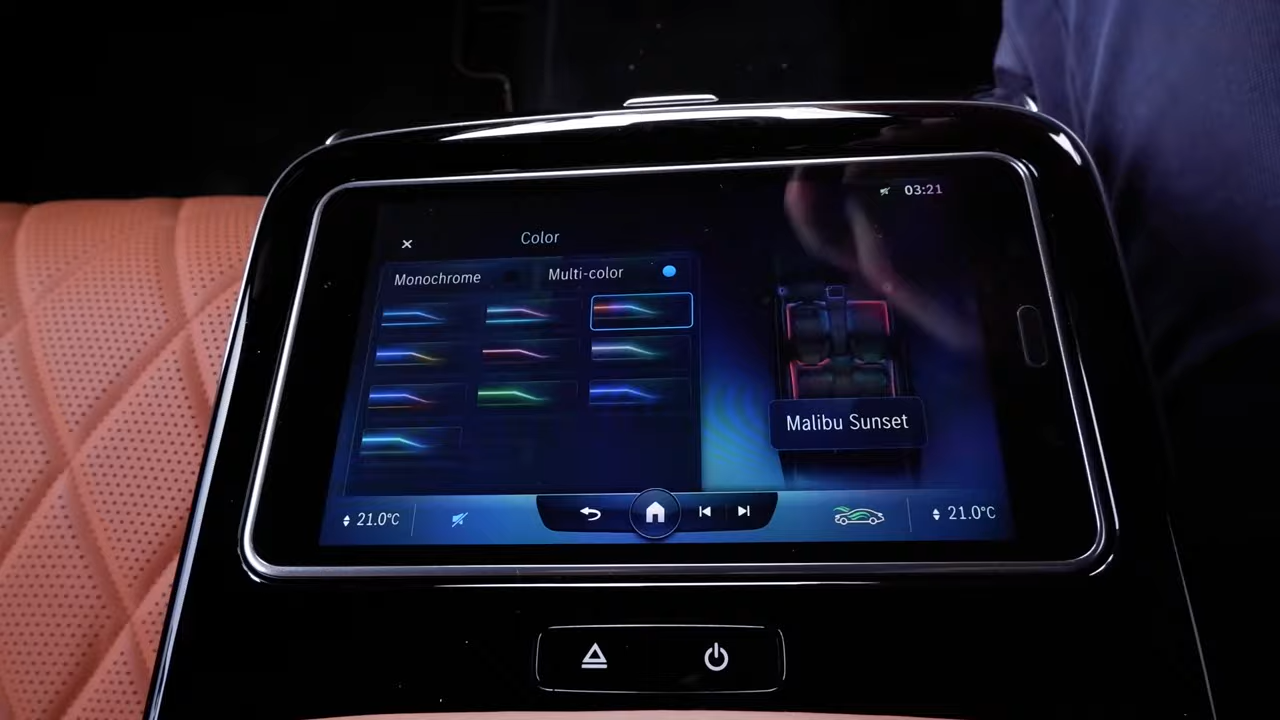 03:21
Color
Monochrome
Multi-color
Malibu Sunset
21.0°C
21.0°C